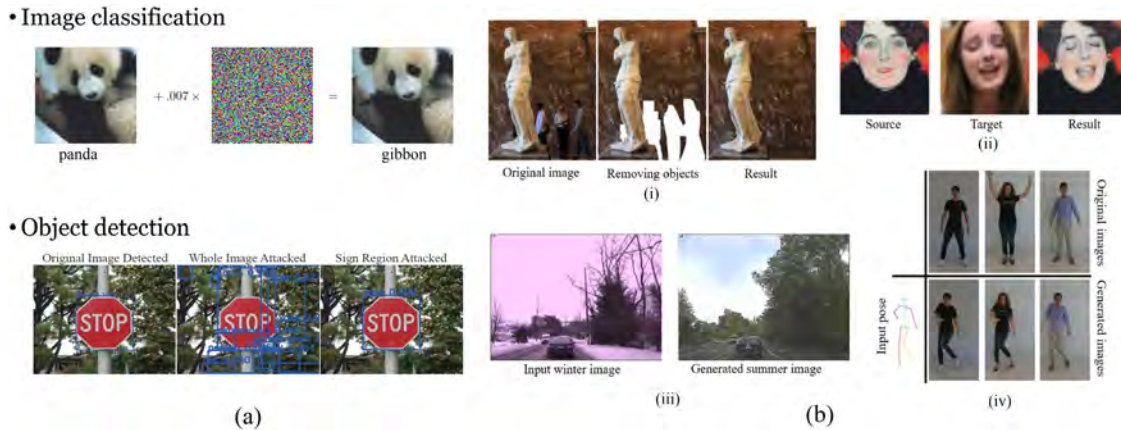 • Image classification
+ .007 ×
=
panda
gibbon
• Object detection
Original Image Detected
Whole Image Attacked
Sign Region Attacked
STOP
STOP
STOP
(a)
Original image
Removing objects
Result
(i)
Source
Target
Result
(ii)
Input winter image
Generated summer image
(iii)
(b)
Original images
Generated images
Input pose
(iv)